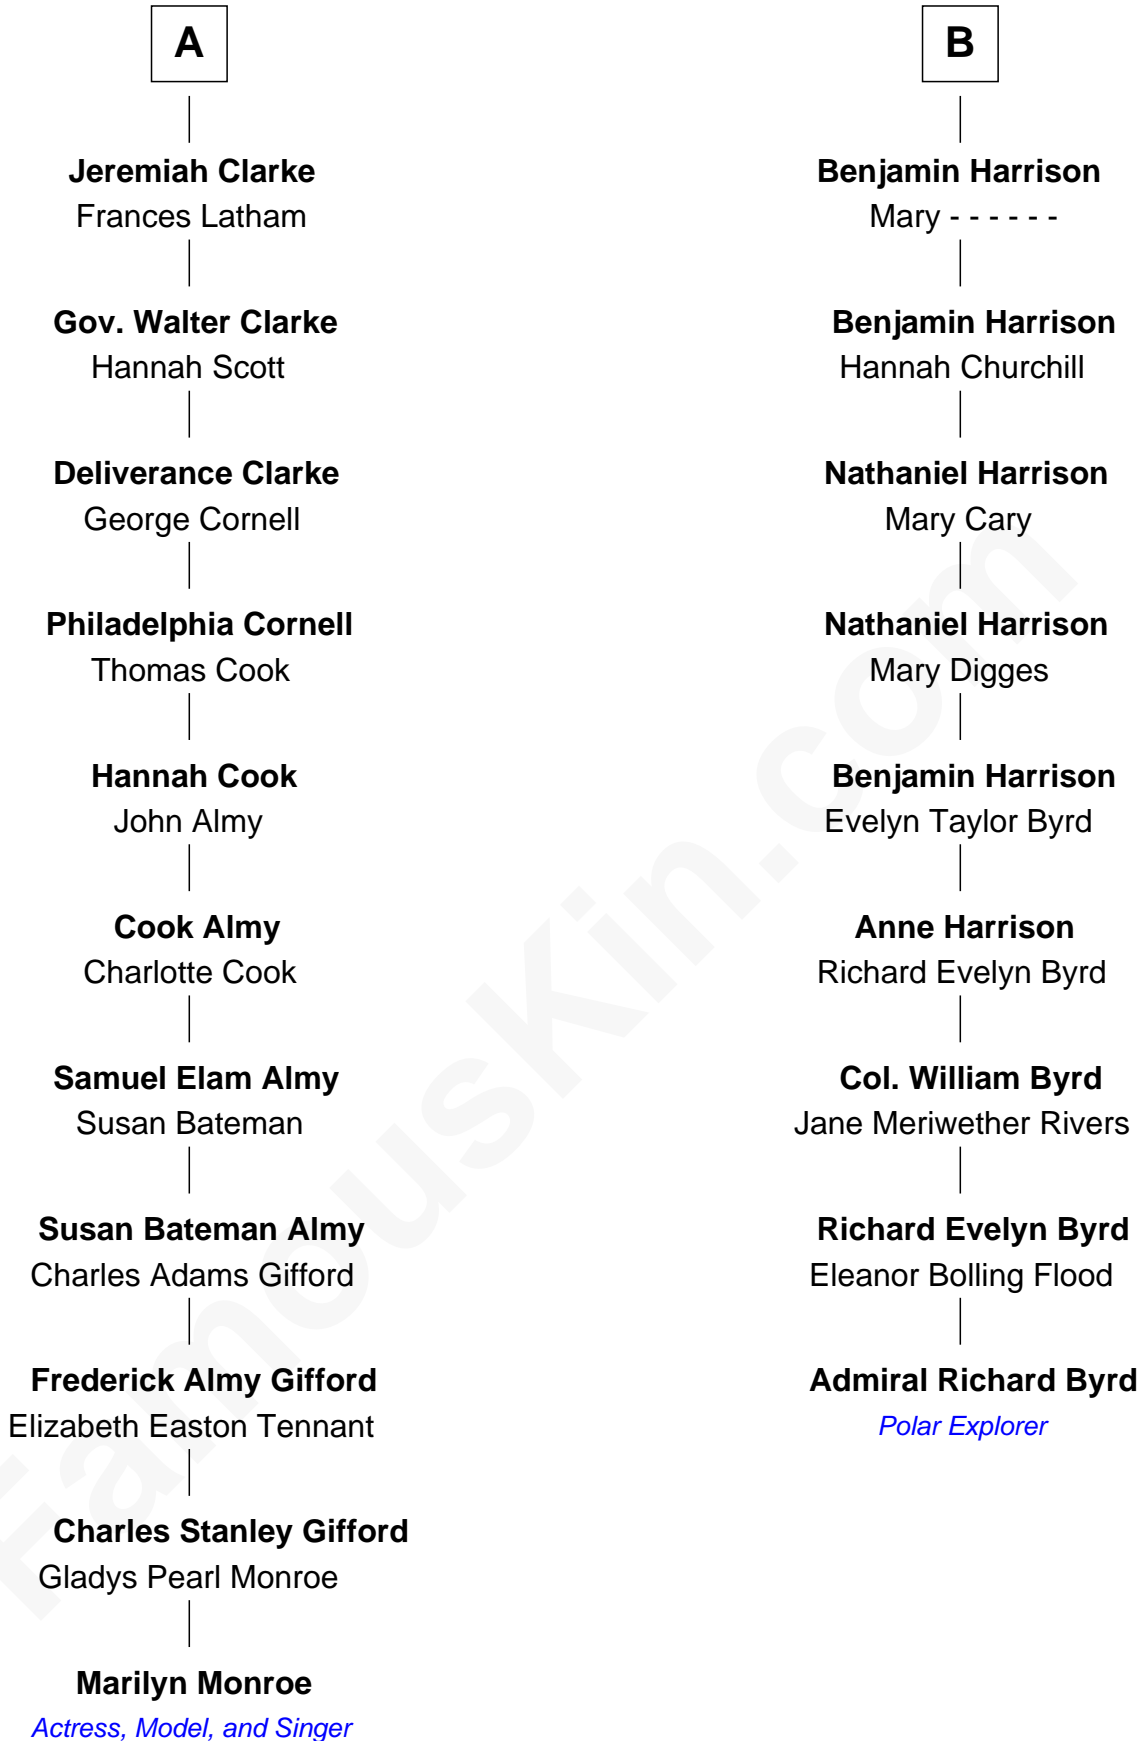 A
Jeremiah Clarke
Frances Latham
Gov. Walter Clarke
Hannah Scott
Deliverance Clarke
George Cornell
Philadelphia Cornell
Thomas Cook
Hannah Cook
John Almy
Cook Almy
Charlotte Cook
Samuel Elam Almy
Susan Bateman
Susan Bateman Almy
Charles Adams Gifford
Frederick Almy Gifford
Elizabeth Easton Tennant
Charles Stanley Gifford
Gladys Pearl Monroe
Marilyn Monroe
Actress, Model, and Singer
B
Benjamin Harrison
Mary - - - - - -
Benjamin Harrison
Hannah Churchill
Nathaniel Harrison
Mary Cary
Nathaniel Harrison
Mary Digges
Benjamin Harrison
Evelyn Taylor Byrd
Anne Harrison
Richard Evelyn Byrd
Col. William Byrd
Jane Meriwether Rivers
Richard Evelyn Byrd
Eleanor Bolling Flood
Admiral Richard Byrd
Polar Explorer
FamousKin.com